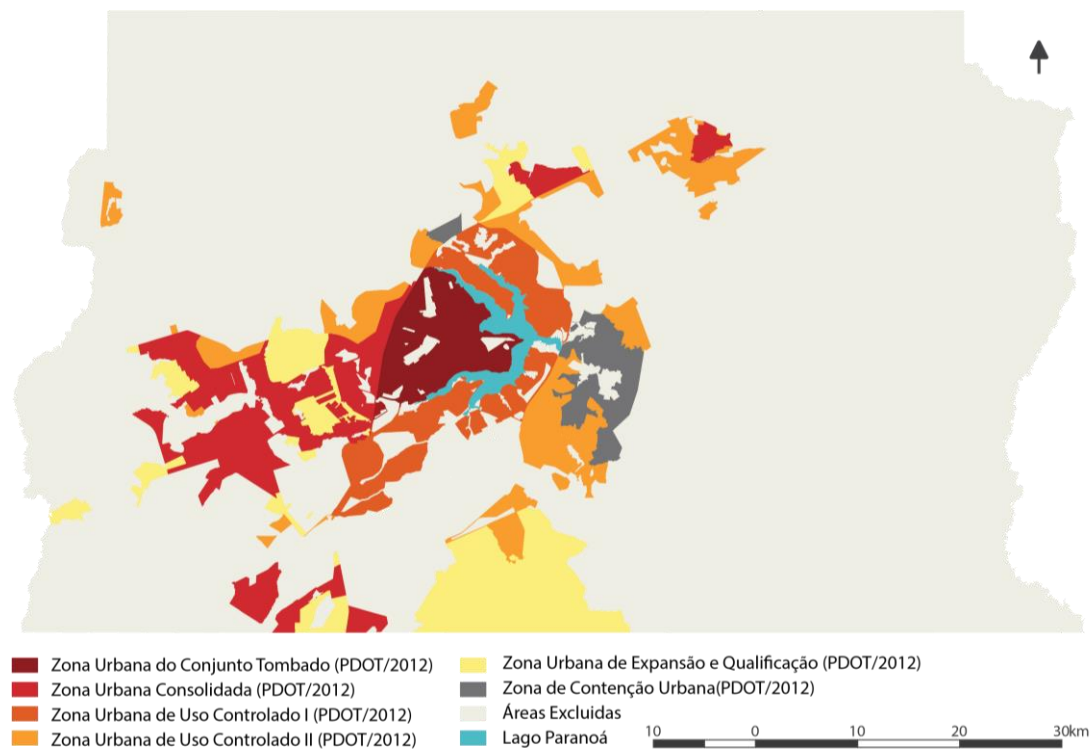 Zona Urbana do Conjunto Tombado (PDOT/2012)
Zona Urbana Consolidada (PDOT/2012)
Zona Urbana de Uso Controlado I (PDOT/2012)
Zona Urbana de Uso Controlado II (PDOT/2012)
Zona Urbana de Expansão e Qualificação (PDOT/2012)
Zona de Contenção Urbana(PDOT/2012)
Áreas Excluidas
Lago Paranoá
10 0 10 20 30km